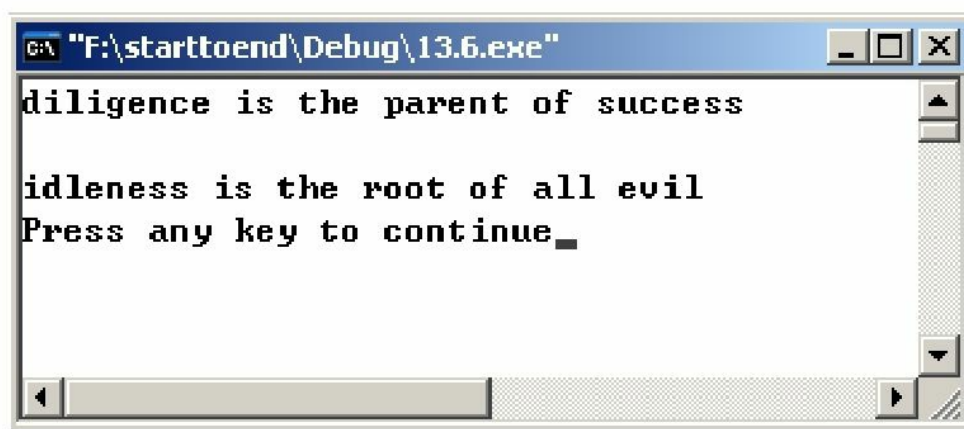 C:\ "F:\starttoend\Debug\13.6.exe"
diligence is the parent of success
idleness is the root of all evil
Press any key to continue_